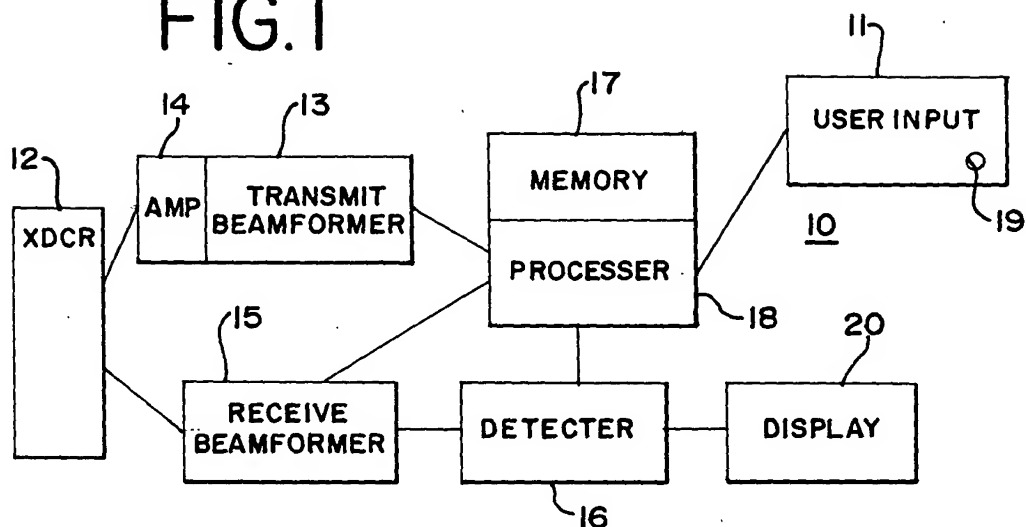 FIG. 1
11
14
13
17
USER INPUT
12
AMP
TRANSMIT
BEAMFORMER
MEMORY
19
XDCR
10
PROCESSER
15
18
20
RECEIVE
BEAMFORMER
DETECTER
DISPLAY
16